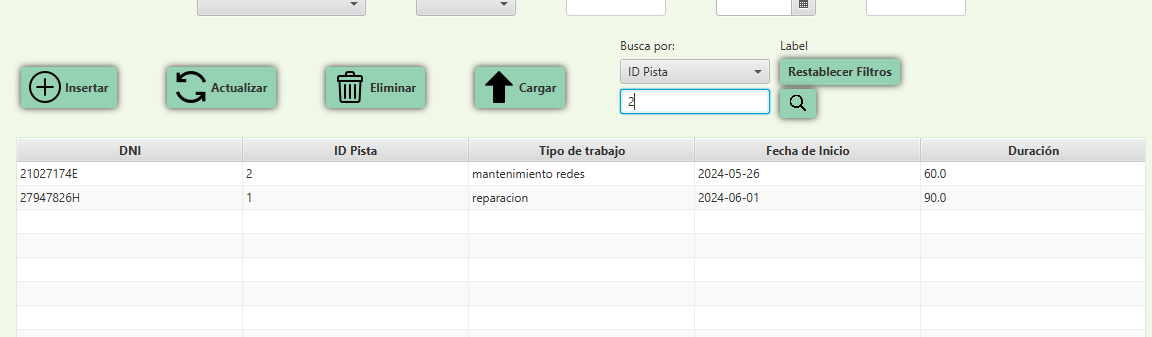 Busca por:
Label
ID Pista
Restablecer Filtros
Insertar
Actualizar
Eliminar
Cargar
2
DNI ID Pista Tipo de trabajo Fecha de Inicio Duración
21027174E 2 mantenimiento redes 2024-05-26 60.0
27947826H 1 reparacion 2024-06-01 90.0